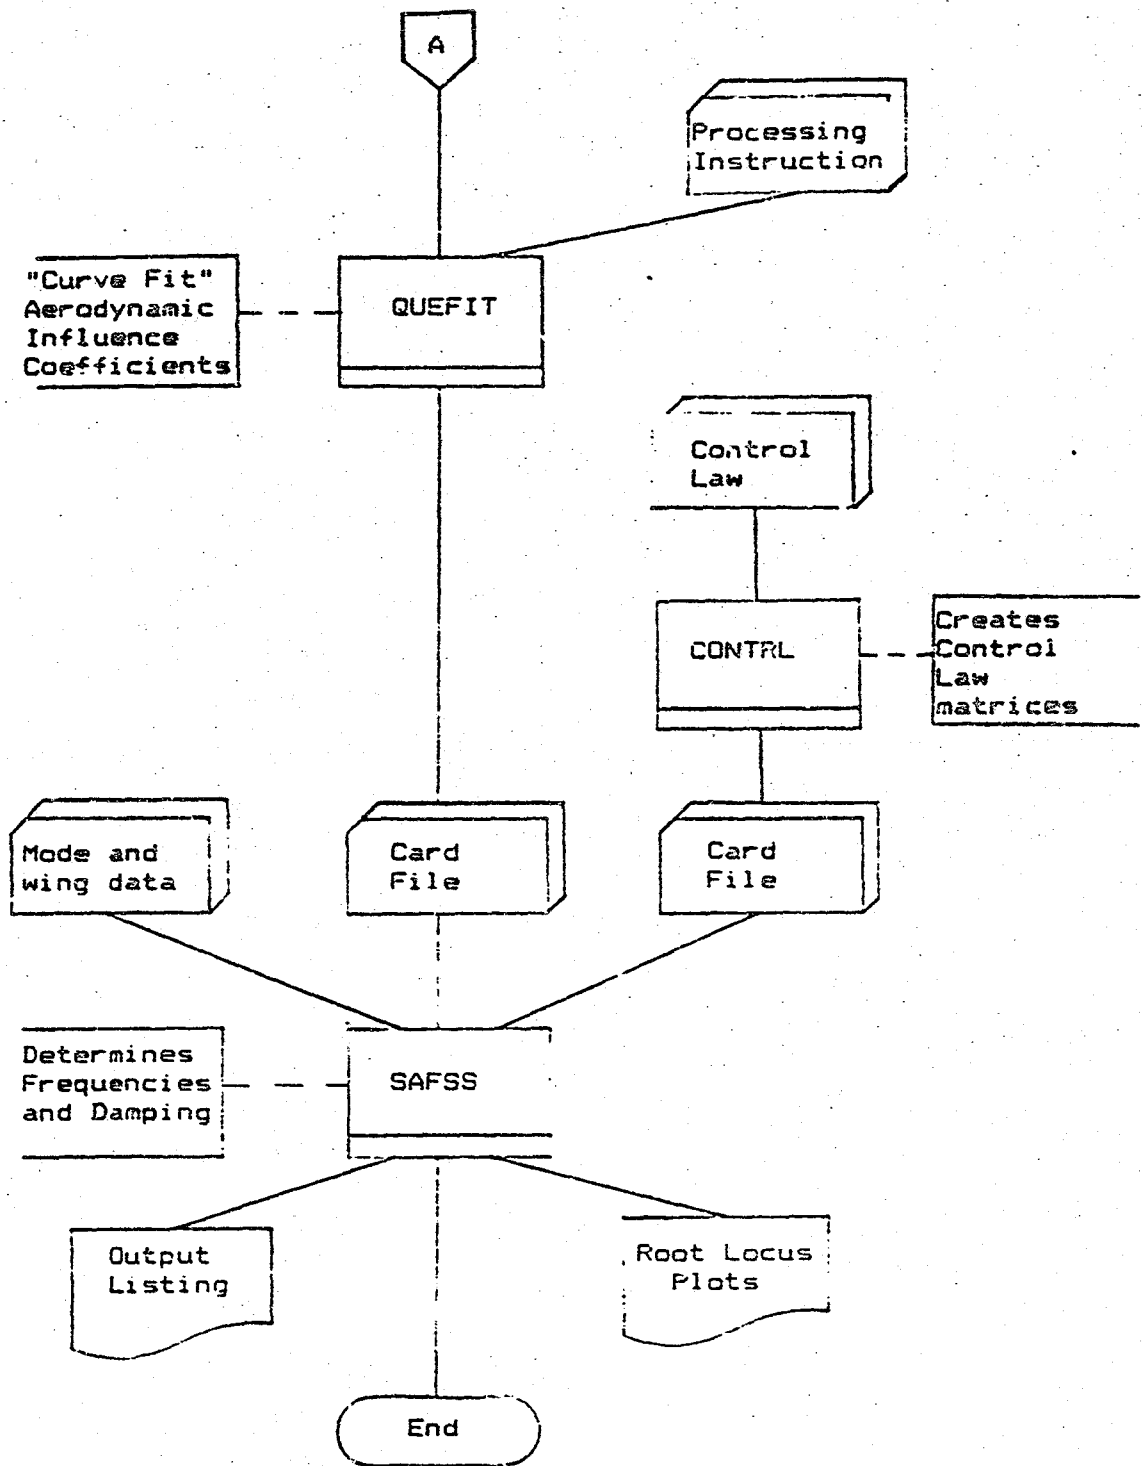 A
Processing
Instruction
"Curve Fit"
Aerodynamic
Influence
Coefficients
QUEFIT
Control
Law
CONTRL
Creates
Control
Law
matrices
Mode and
wing data
Card
File
Card
File
Determines
Frequencies
and Damping
SAFSS
Output
Listing
Root Locus
Plots
End